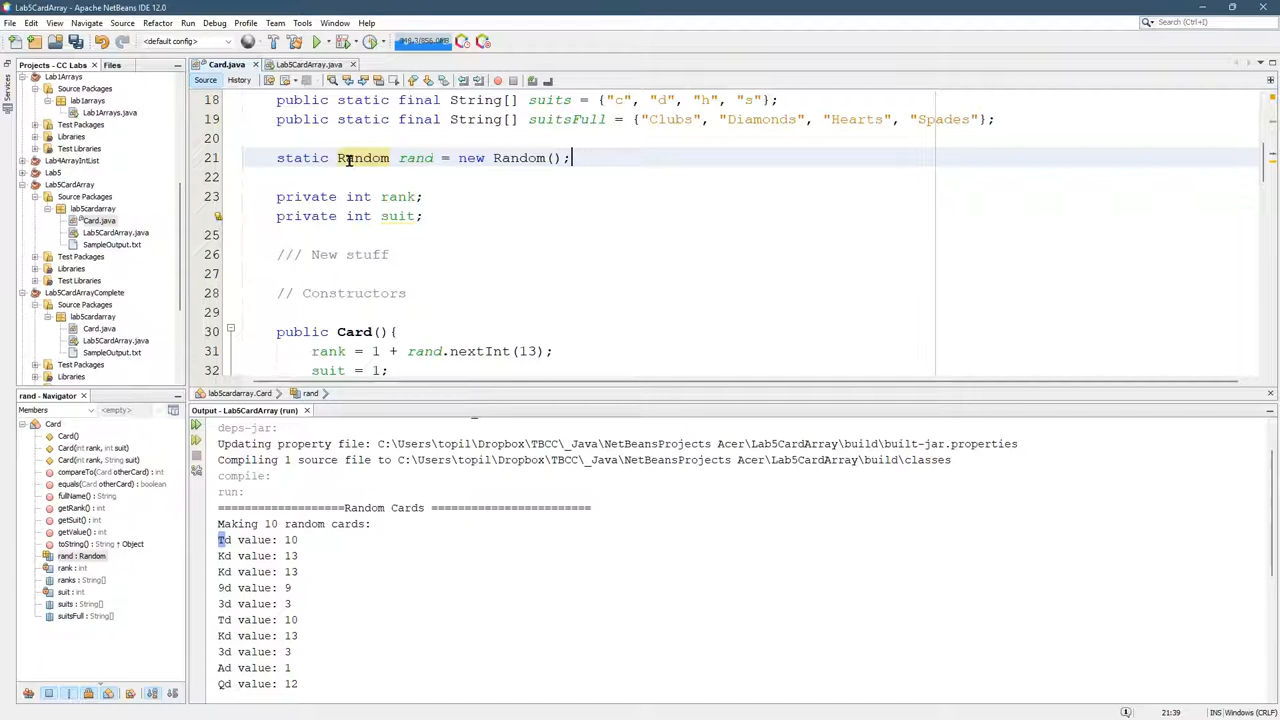 Lab5CardArray - Apache NetBeans IDE 12.0
File Edit View Navigate Source Refactor Run Debug Profile Team Tools Window Help
Search (Ctrl+I)
<default config>
Projects - CC Labs
Files
Services
Lab1Arrays
Source Packages
lab1arrays
Lab1Arrays.java
Test Packages
Libraries
Test Libraries
Lab4ArrayIntList
Lab5
Lab5CardArray
Source Packages
lab5cardarray
Card.java
Lab5CardArray.java
SampleOutput.txt
Test Packages
Libraries
Test Libraries
Lab5CardArrayComplete
Source Packages
lab5cardarray
Card.java
Lab5CardArray.java
SampleOutput.txt
Test Packages
Libraries
Card.java
Lab5CardArray.java
Source History
18 public static final String[] suits = {"c", "d", "h", "s"};
19 public static final String[] suitsFull = {"Clubs", "Diamonds", "Hearts", "Spades"};
20
21 static Random rand = new Random();
22
23 private int rank;
private int suit;
25
26 /// New stuff
27
28 // Constructors
29
30 public Card(){
31 rank = 1 + rand.nextInt(13);
32 suit = 1;
lab5cardarray.Card
rand
rand - Navigator
Members
<empty>
Card
Card()
Card(int rank, int suit)
Card(int rank, String suit)
compareTo(Card otherCard) : int
equals(Card otherCard) : boolean
fullName() : String
getRank() : int
getSuit() : int
getValue() : int
toString() : String ↑ Object
rand : Random
rank : int
ranks : String[]
suit : int
suits : String[]
suitsFull : String[]
Output - Lab5CardArray (run)
deps-jar:
Updating property file: C:\Users\topil\Dropbox\TBCC\_Java\NetBeansProjects Acer\Lab5CardArray\build\built-jar.properties
Compiling 1 source file to C:\Users\topil\Dropbox\TBCC\_Java\NetBeansProjects Acer\Lab5CardArray\build\classes
compile:
run:
===================Random Cards ========================
Making 10 random cards:
Td value: 10
Kd value: 13
Kd value: 13
9d value: 9
3d value: 3
Td value: 10
Kd value: 13
3d value: 3
Ad value: 1
Qd value: 12
21:39
INS
Windows (CRLF)